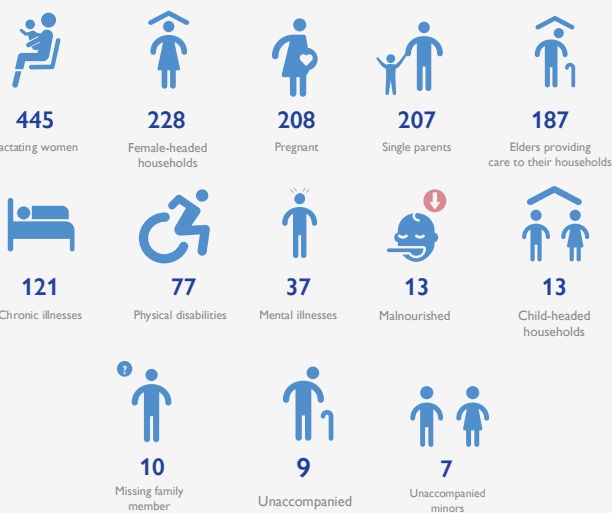 445 228 208 207 187
actating women Female-headed households Pregnant Single parents Elders providing care to their households
121 77 37 13 13
Chronic illnesses Physical disabilities Mental illnesses Malnourished Child-headed households
?
10 9 7
Missing family member Unaccompanied Unaccompanied minors